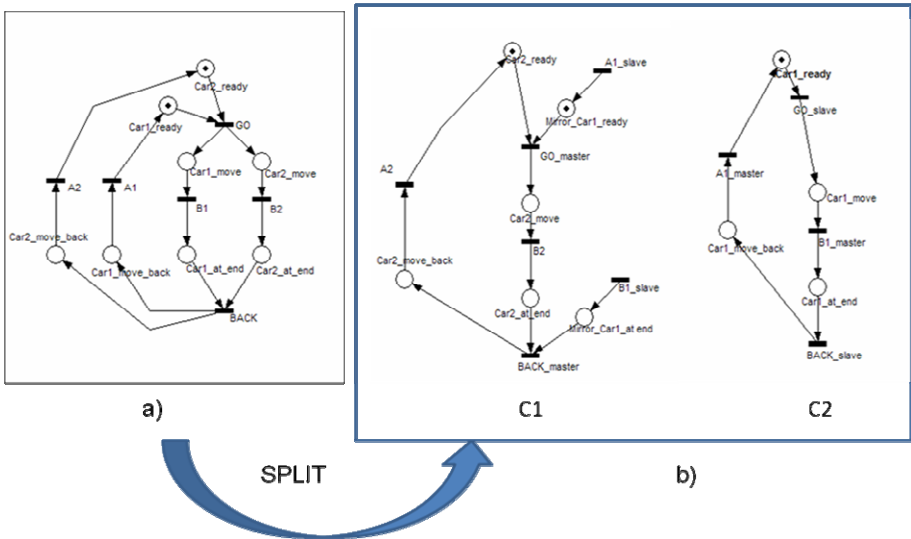 Car2_ready
Car1_ready
GO
Car1_move
Car2_move
A2
A1
B1
B2
Car2_move_back
Car1_move_back
Car1_at_end
Car2_at_end
BACK
a)
Car2_ready
A1_slave
Mirror_Car1_ready
GO_master
A2
Car2_move
B2
Car2_move_back
B1_slave
Car2_at_end
Mirror_Car1_at end
BACK_master
C1
Car1_ready
GO_slave
A1_master
Car1_move
B1_master
Car1_move_back
Car1_at_end
BACK_slave
C2
SPLIT
b)